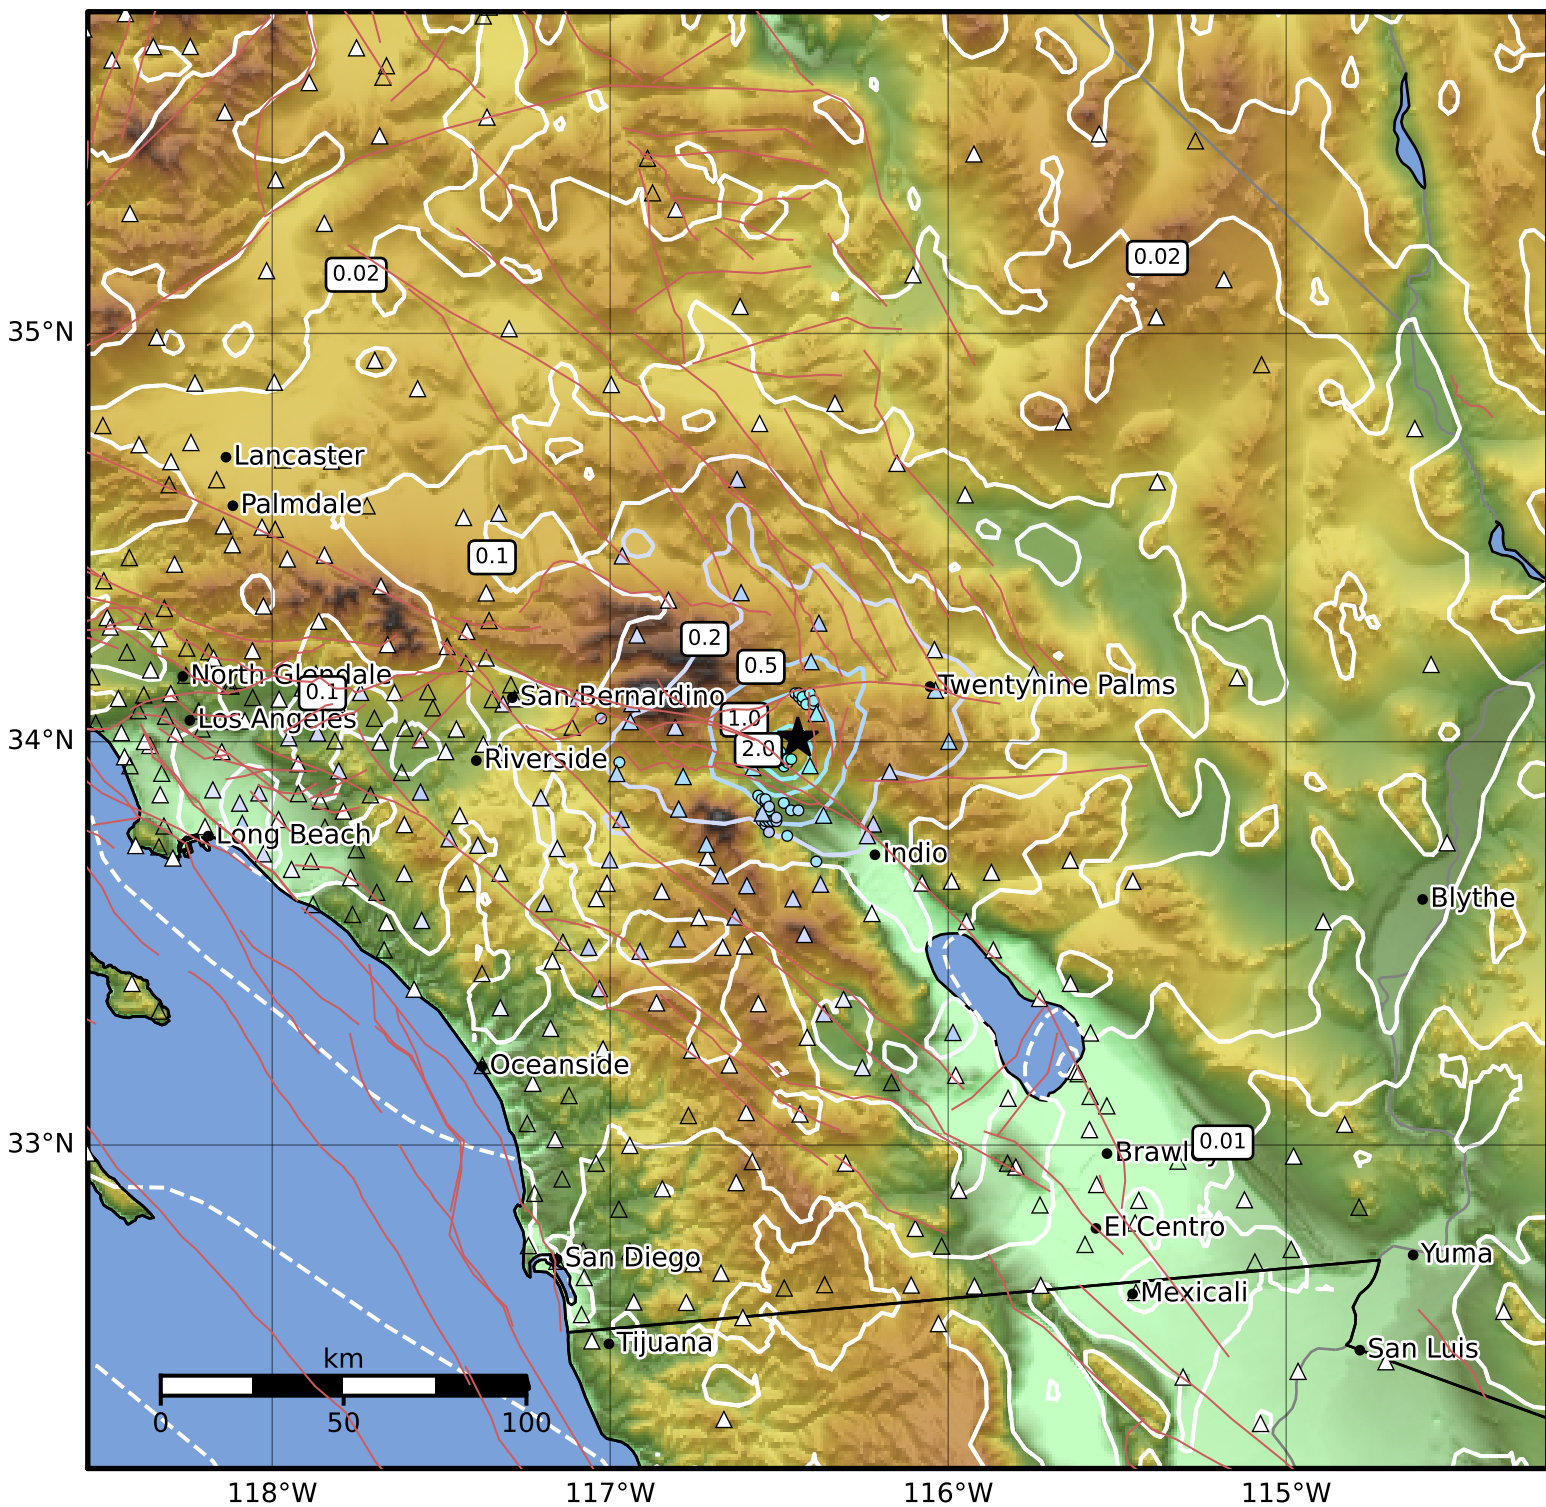 0.02
0.02
35°N
Lancaster
Palmdale
0.1
0.2
0.5
North Glendale
0.1
San Bernardino
Twentynine Palms
Los Angeles
1.0
34°N
2.0
Riverside
Long Beach
Indio
Blythe
Oceanside
33°N
0.01
Brawley
El Centro
San Diego
Yuma
Mexicali
Tijuana
San Luis
km
0 50 100
118°W 117°W 116°W 115°W